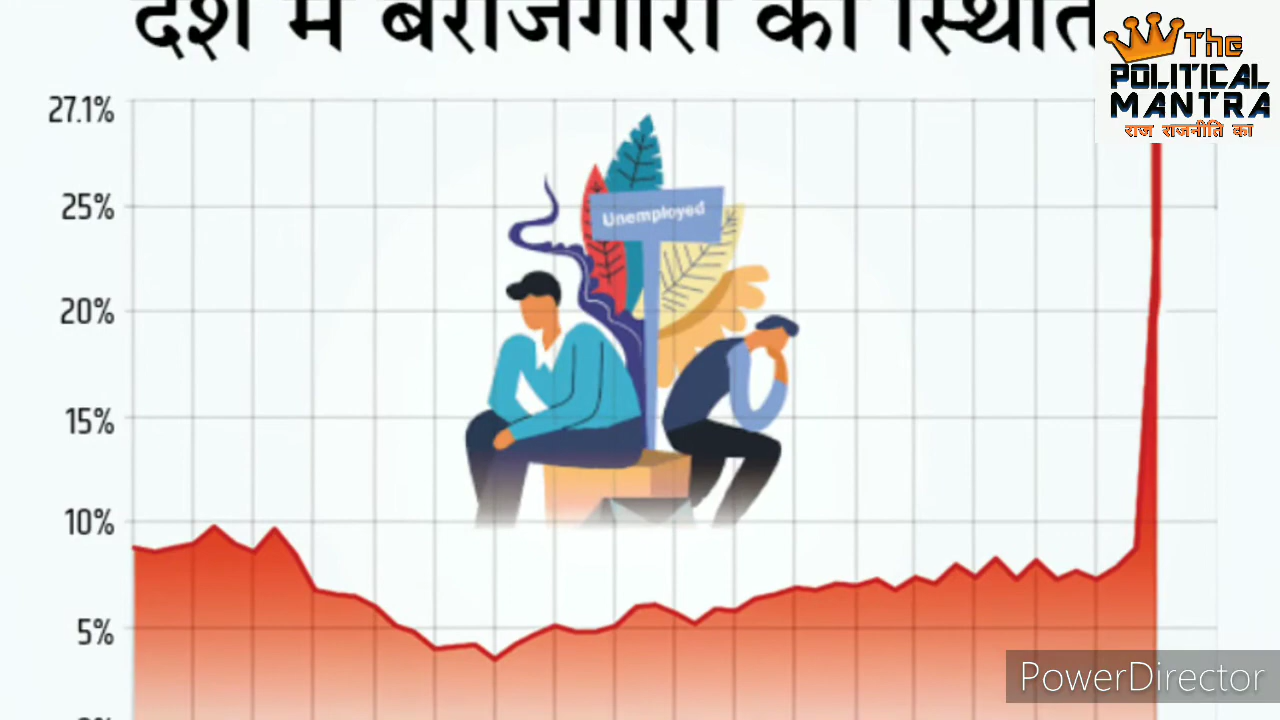 देश में बेरोजगारी की स्थिति
The
POLITICAL
MANTRA
राज राजनीति का
27.1%
25%
Unemployed
20%
15%
10%
5%
PowerDirector